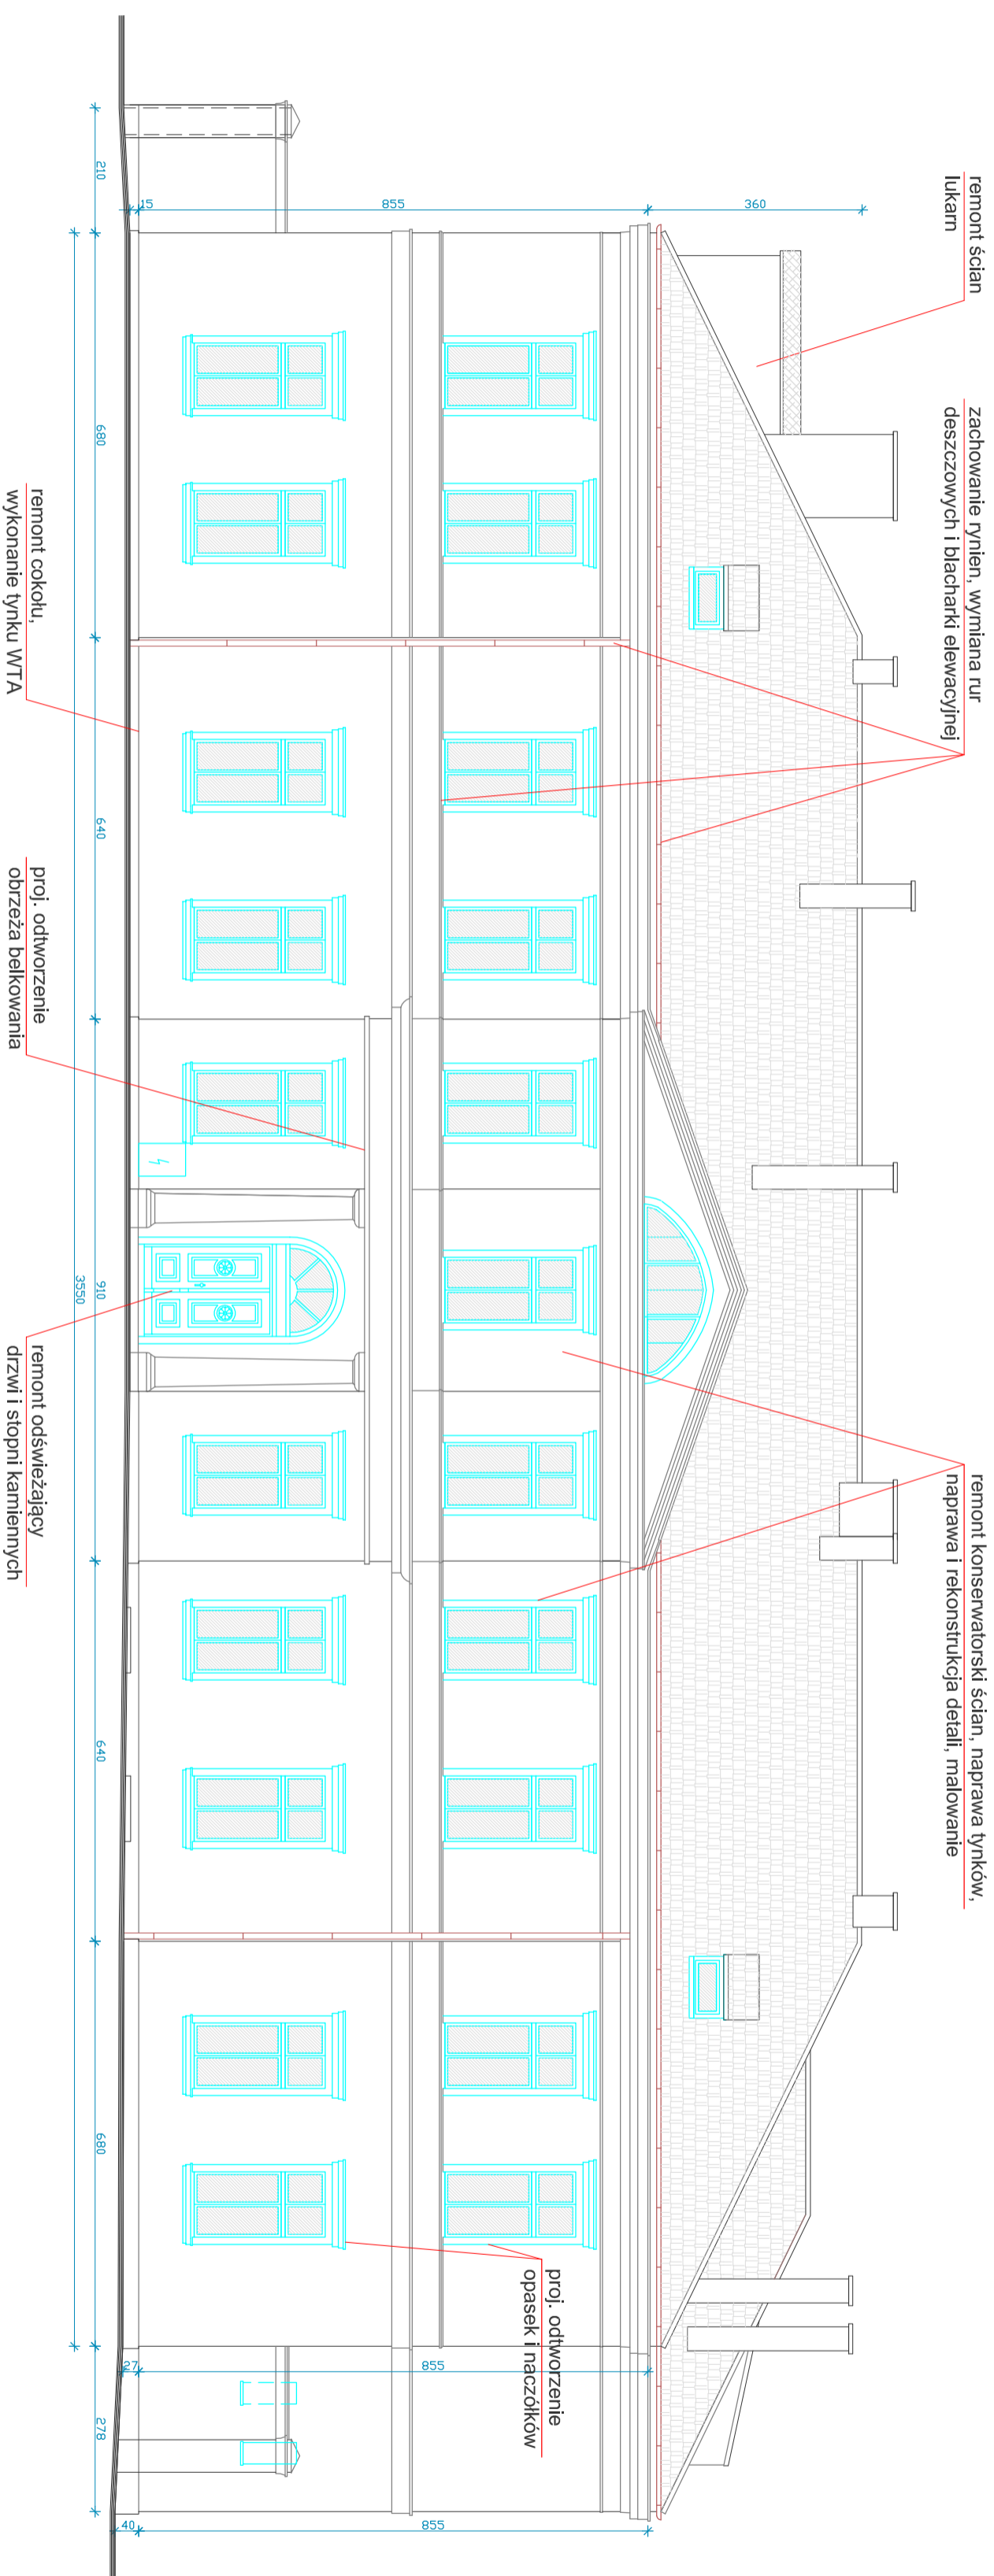 remont ścian
lukarn
zachowanie rynien, wymiana rur
deszczowych i blacharki elewacyjnej
remont konserwatorski ścian, naprawa tynków,
naprawa i rekonstrukcja detali, malowanie
360
855
15
855
27
855
40
proj. odtworzenie
opasek i naczółków
210
680
640
910
640
680
278
3550
remont cokołu,
wykonanie tynku WTA
proj. odtworzenie
obrzeża belkowania
remont odświeżający
drzwi i stopni kamiennych